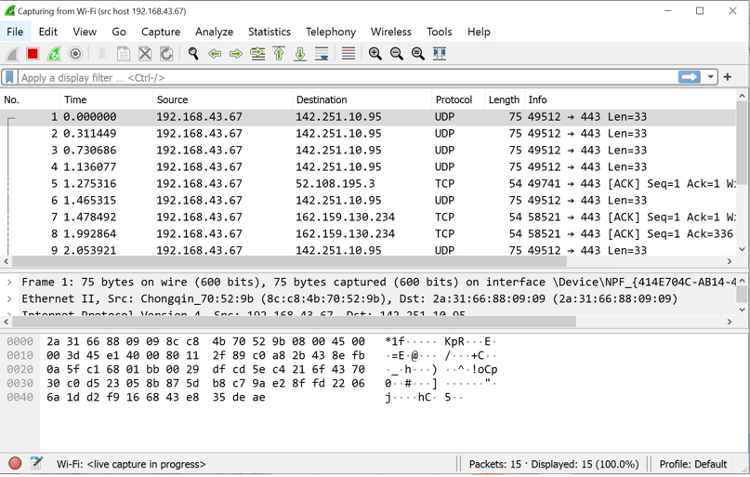 Capturing from Wi-Fi (src host 192.168.43.67)
File Edit View Go Capture Analyze Statistics Telephony Wireless Tools Help
Apply a display filter ... <Ctrl-/>
No. Time Source Destination Protocol Length Info
1 0.000000 192.168.43.67 142.251.10.95 UDP 75 49512 → 443 Len=33
2 0.311449 192.168.43.67 142.251.10.95 UDP 75 49512 → 443 Len=33
3 0.730686 192.168.43.67 142.251.10.95 UDP 75 49512 → 443 Len=33
4 1.136077 192.168.43.67 142.251.10.95 UDP 75 49512 → 443 Len=33
5 1.275316 192.168.43.67 52.108.195.3 TCP 54 49741 → 443 [ACK] Seq=1 Ack=1 Wi
6 1.465315 192.168.43.67 142.251.10.95 UDP 75 49512 → 443 Len=33
7 1.478492 192.168.43.67 162.159.130.234 TCP 54 58521 → 443 [ACK] Seq=1 Ack=1 Wi
8 1.992864 192.168.43.67 162.159.130.234 TCP 54 58521 → 443 [ACK] Seq=1 Ack=336
9 2.053921 192.168.43.67 142.251.10.95 UDP 75 49512 → 443 Len=33
Frame 1: 75 bytes on wire (600 bits), 75 bytes captured (600 bits) on interface \Device\NPF_{414E704C-AB14-4
Ethernet II, Src: Chongqin_70:52:9b (8c:c8:4b:70:52:9b), Dst: 2a:31:66:88:09:09 (2a:31:66:88:09:09)
Internet Protocol Version 4, Src: 192.168.43.67, Dst: 142.251.10.95
0000 2a 31 66 88 09 09 8c c8 4b 70 52 9b 08 00 45 00 *1f····· KpR···E·
0010 00 3d 45 e1 40 00 80 11 2f 89 c0 a8 2b 43 8e fb ·=E·@··· /···+C··
0020 0a 5f c1 68 01 bb 00 29 df cd 5e c4 21 6f 43 70 ·_·h···) ··^·!oCp
0030 30 c0 d5 23 05 8b 87 5d b8 c7 9a e2 8f fd 22 06 0··#···] ······"·
0040 6a 1d d2 f9 16 68 43 e8 35 de ae j····hC· 5··
Wi-Fi: <live capture in progress> Packets: 15 · Displayed: 15 (100.0%) Profile: Default